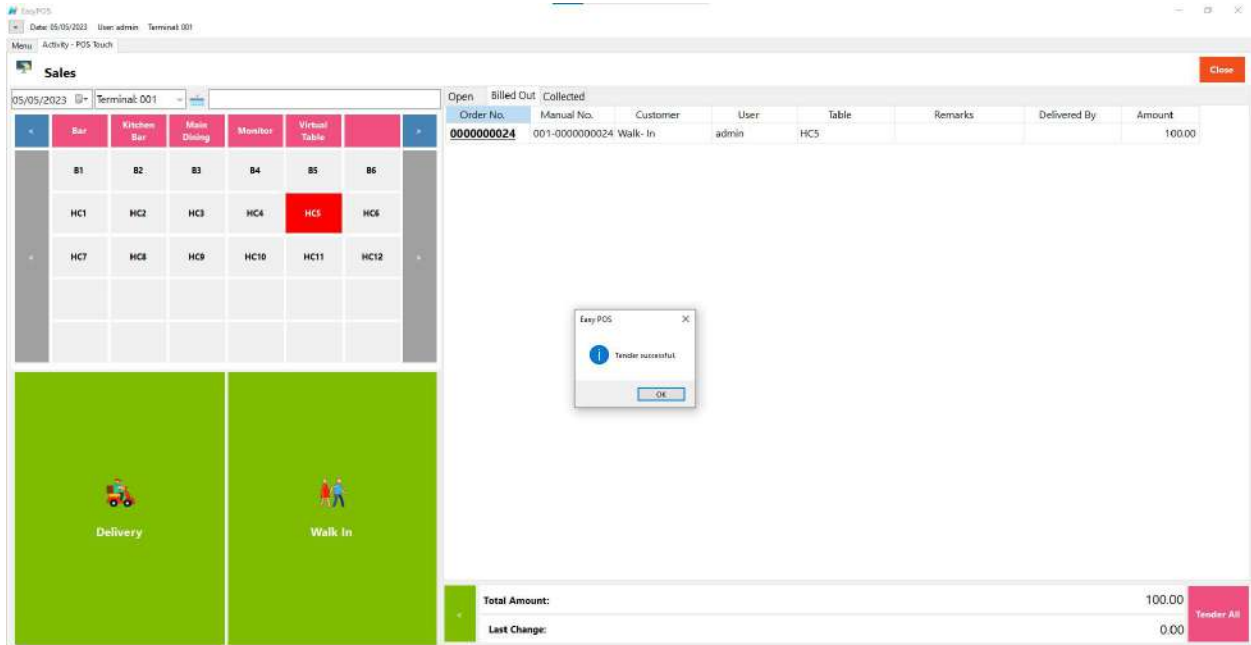 EasyPOS
Date: 05/05/2023 User: admin Terminal: 001
Menu Activity - POS Touch
Sales
Close
05/05/2023 Terminal: 001
Open Billed Out Collected
Order No. Manual No. Customer User Table Remarks Delivered By Amount
0000000024 001-0000000024 Walk- In admin HC5 100.00
Bar Kitchen Bar Main Dining Monitor Virtual Table
B1 B2 B3 B4 B5 B6
HC1 HC2 HC3 HC4 HC5 HC6
HC7 HC8 HC9 HC10 HC11 HC12
Easy POS
Tender successful.
OK
Delivery
Walk In
Total Amount: 100.00
Tender All
Last Change: 0.00